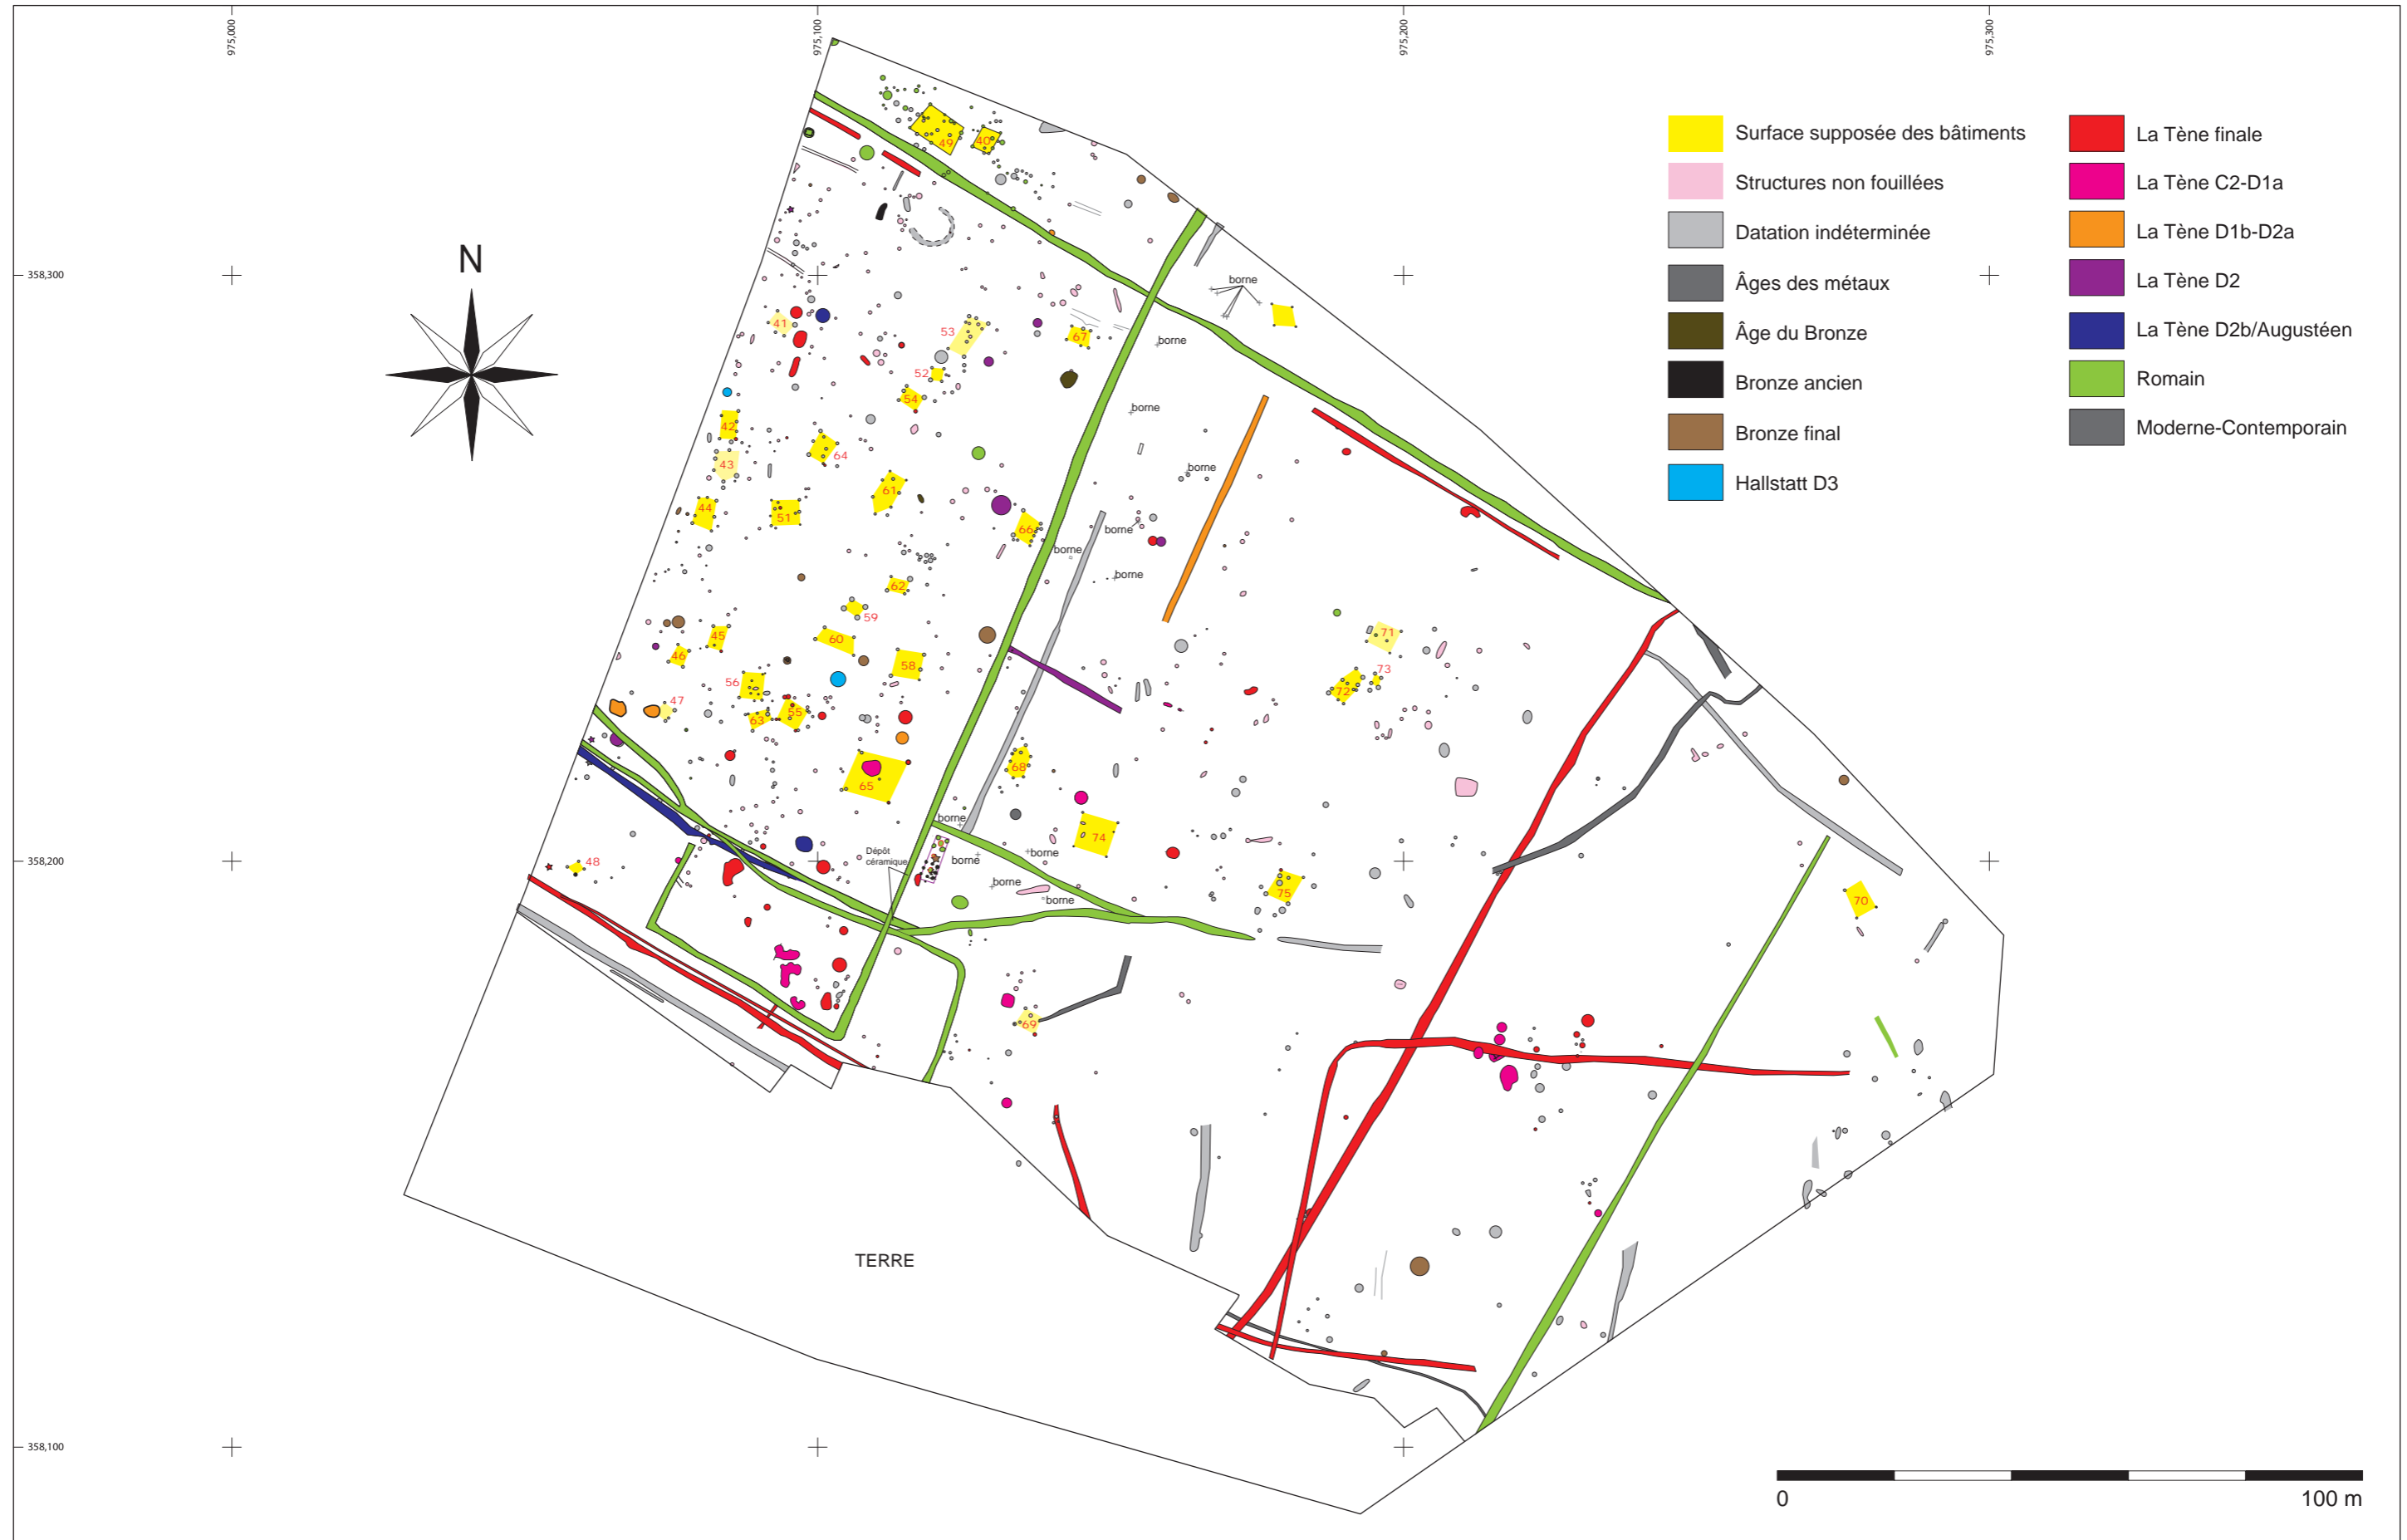 975,000
975,100
975,200
975,300
358,300
358,200
358,100
N
Surface supposée des bâtiments
Structures non fouillées
Datation indéterminée
Âges des métaux
Âge du Bronze
Bronze ancien
Bronze final
Hallstatt D3
La Tène finale
La Tène C2-D1a
La Tène D1b-D2a
La Tène D2
La Tène D2b/Augustéen
Romain
Moderne-Contemporain
49
40
borne
41
53
67
borne
52
54
borne
42
64
43
borne
61
44
51
66
borne
borne
62
borne
59
45
60
71
46
58
73
56
72
47
63
55
68
65
borne
74
Dépôt
céramique
borne
borne
48
borne
75
borne
70
69
TERRE
0
100 m